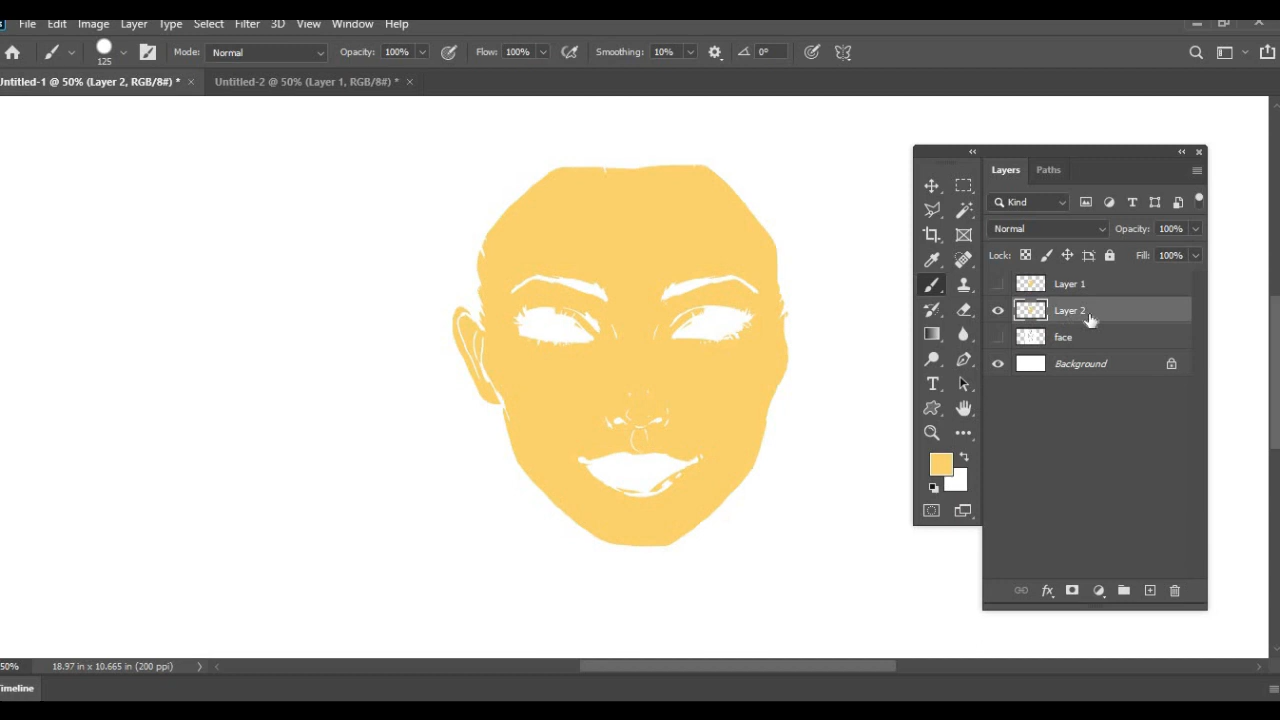 File Edit Image Layer Type Select Filter 3D View Window Help
125 Mode: Normal Opacity: 100% Flow: 100% Smoothing: 10% 0°
Untitled-1 @ 50% (Layer 2, RGB/8#) * × Untitled-2 @ 50% (Layer 1, RGB/8#) * ×
Layers Paths
Kind
Normal Opacity: 100%
Lock: Fill: 100%
Layer 1
Layer 2
face
Background
50% 18.97 in x 10.665 in (200 ppi)
Timeline